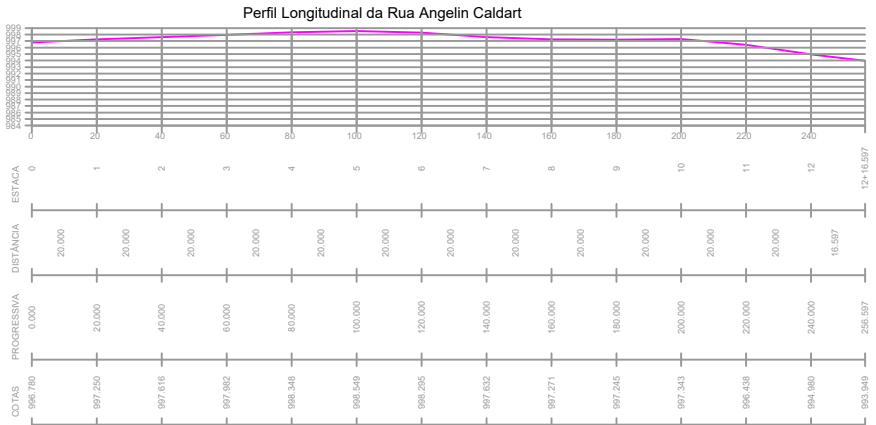 Perfil Longitudinal da Rua Angelin Caldart
999
998
997
996
995
994
993
992
991
990
989
988
987
986
985
984
0 20 40 60 80 100 120 140 160 180 200 220 240
ESTACA 0 1 2 3 4 5 6 7 8 9 10 11 12 12+16.597
DISTÂNCIA 20.000 20.000 20.000 20.000 20.000 20.000 20.000 20.000 20.000 20.000 20.000 20.000 16.597
PROGRESSIVA 0.000 20.000 40.000 60.000 80.000 100.000 120.000 140.000 160.000 180.000 200.000 220.000 240.000 256.597
COTAS 996.780 997.250 997.616 997.982 998.348 998.549 998.295 997.632 997.271 997.245 997.343 996.438 994.980 993.949